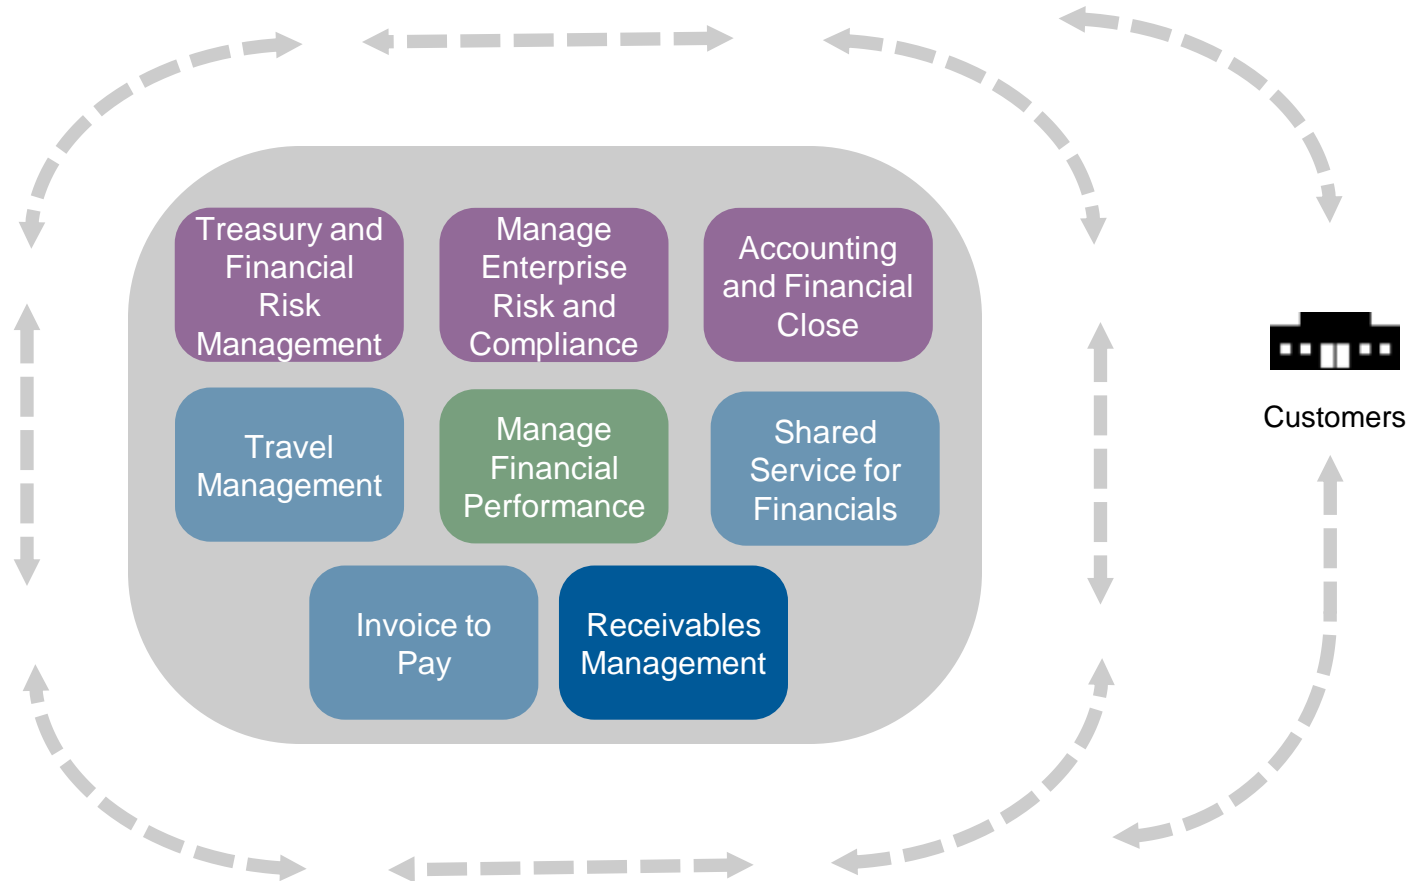 Treasury and
Financial
Risk
Management
Manage
Enterprise
Risk and
Compliance
Accounting
and Financial
Close
Travel
Management
Manage
Financial
Performance
Shared
Service for
Financials
Customers
Invoice to
Pay
Receivables
Management